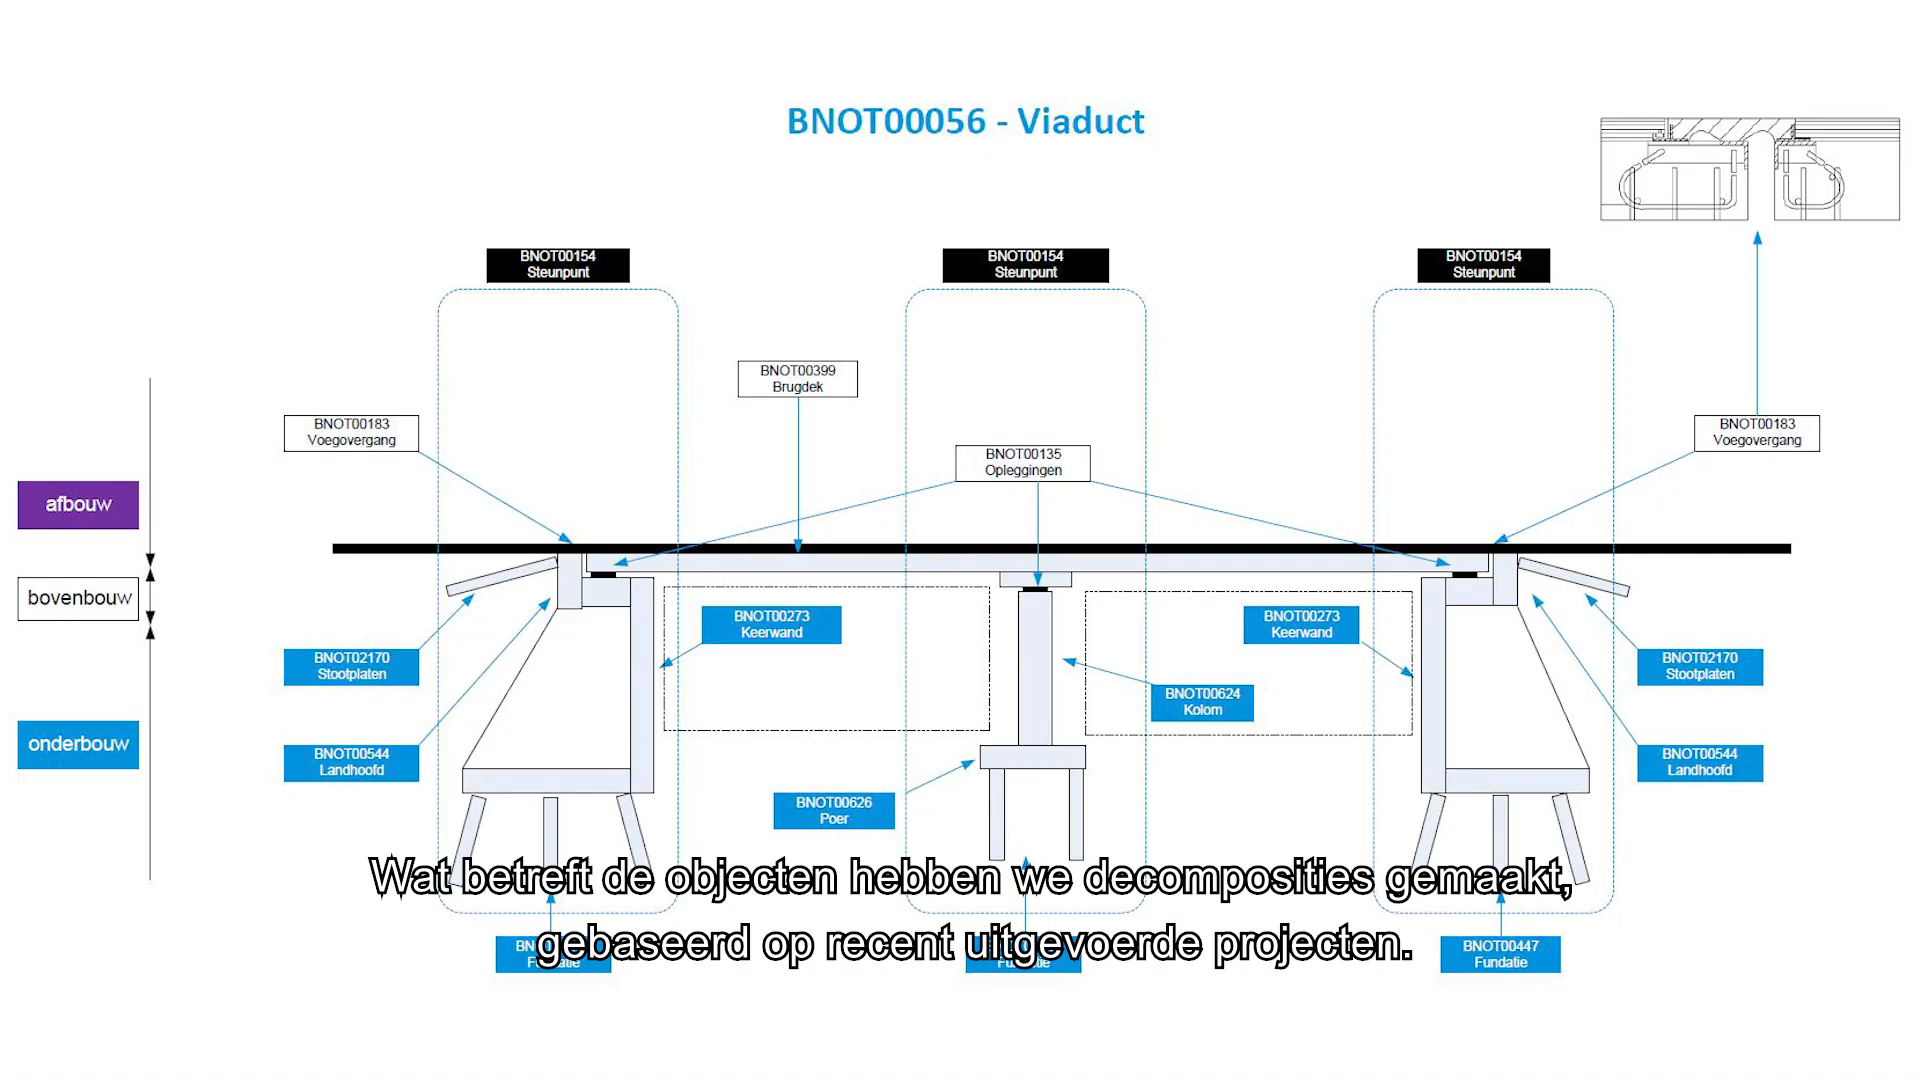 BNOT00056 - Viaduct
BNOT00154
Steunpunt
BNOT00154
Steunpunt
BNOT00154
Steunpunt
BNOT00399
Brugdek
BNOT00183
Voegovergang
BNOT00183
Voegovergang
BNOT00135
Opleggingen
afbouw
bovenbouw
onderbouw
BNOT00273
Keerwand
BNOT00273
Keerwand
BNOT02170
Stootplaten
BNOT02170
Stootplaten
BNOT00624
Kolom
BNOT00544
Landhoofd
BNOT00544
Landhoofd
BNOT00626
Poer
Wat betreft de objecten hebben we decomposities gemaakt,
gebaseerd op recent uitgevoerde projecten.
BNOT00447
Fundatie